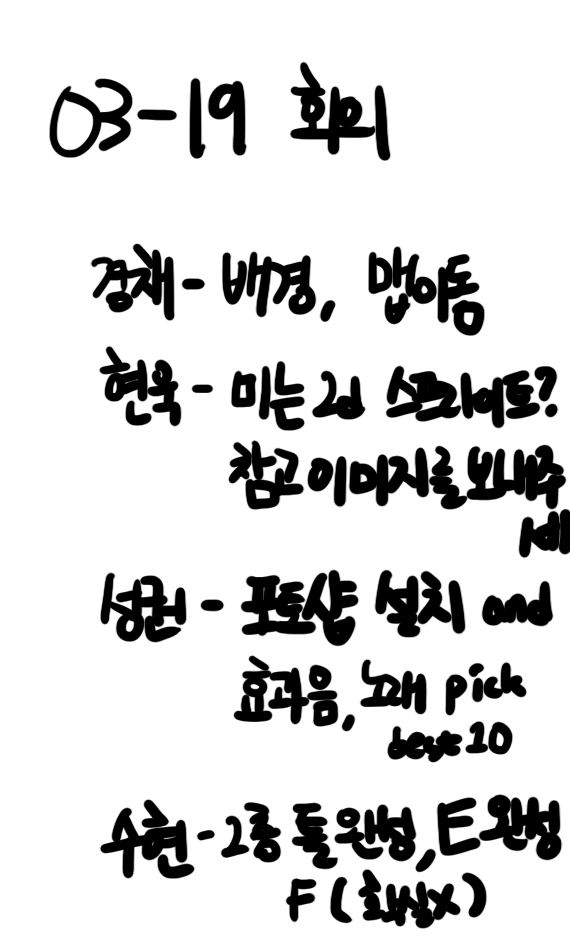 03-19 회의
경채 - 배경, 맵이동
현욱 - 미는 2d 스프라이트?
참고이미지를 보내주
세
성권 - 포토샵 설치 and
효과음, 노래 pick
best 10
수현 - 2층 돌완성, E완성
F (확실x)